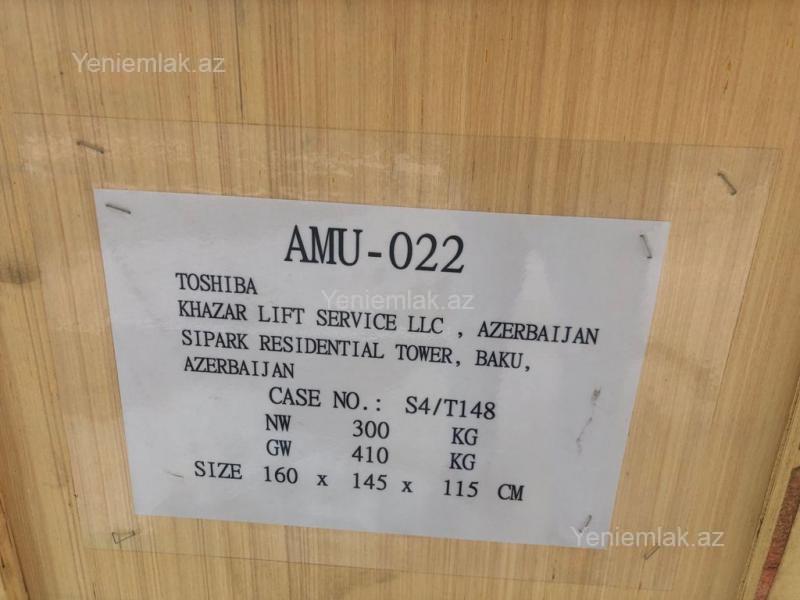 Yeniemlak.az
AMU-022
TOSHIBA
Yeniemlak.az
KHAZAR LIFT SERVICE LLC , AZERBAIJAN
SIPARK RESIDENTIAL TOWER, BAKU,
AZERBAIJAN
CASE NO.: S4/T148
NW 300 KG
GW 410 KG
SIZE 160 x 145 x 115 CM
Yeniemlak.az